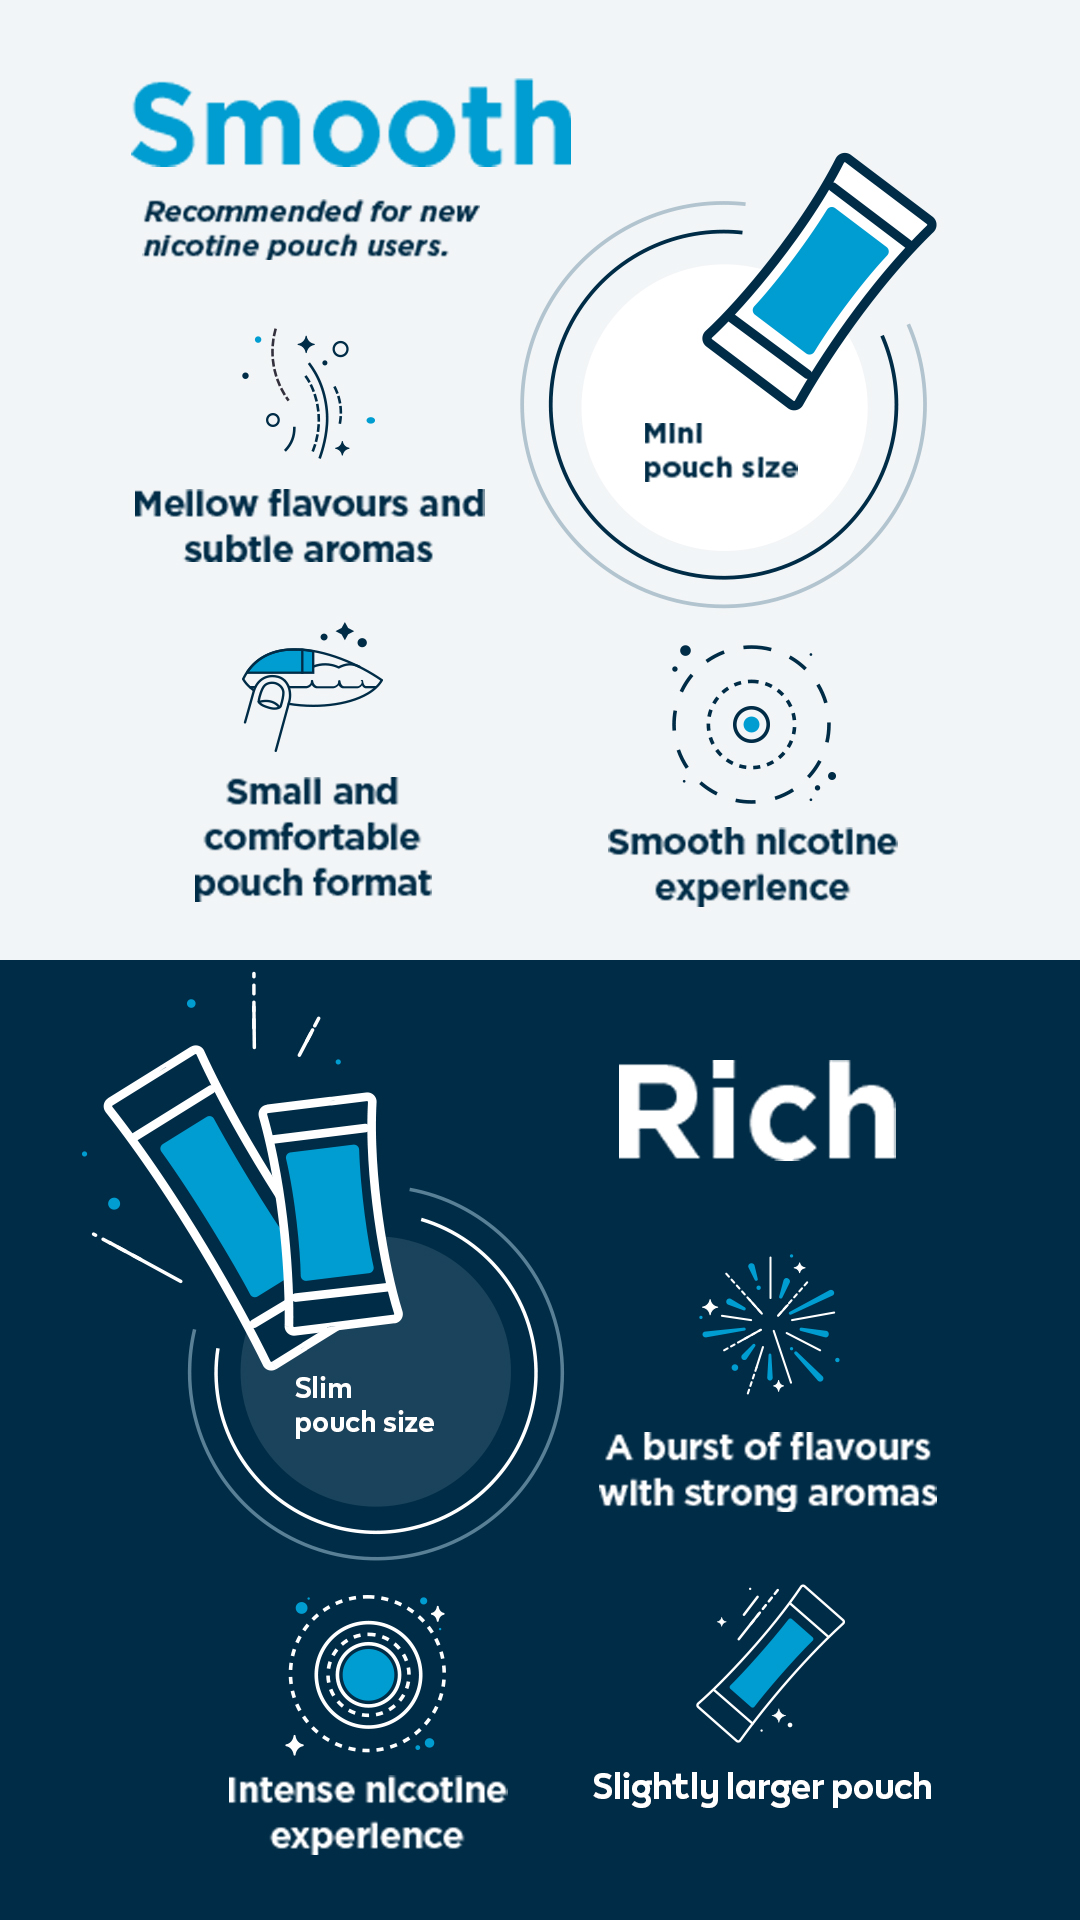 Smooth
Recommended for new
nicotine pouch users.
Mini
pouch size
Mellow flavours and
subtle aromas
Small and
comfortable
pouch format
Smooth nicotine
experience
Rich
Slim
pouch size
A burst of flavours
with strong aromas
Intense nicotine
experience
Slightly larger pouch